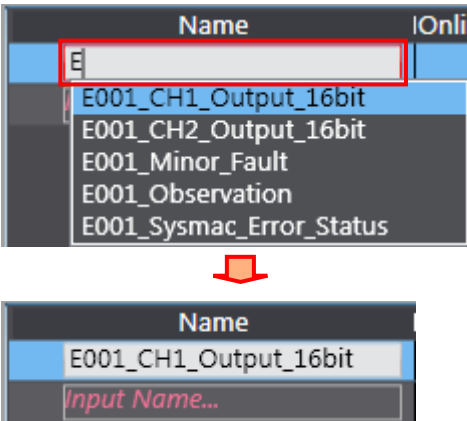 Name
Onli
E
E001_CH1_Output_16bit
E001_CH2_Output_16bit
E001_Minor_Fault
E001_Observation
E001_Sysmac_Error_Status
Name
E001_CH1_Output_16bit
Input Name...